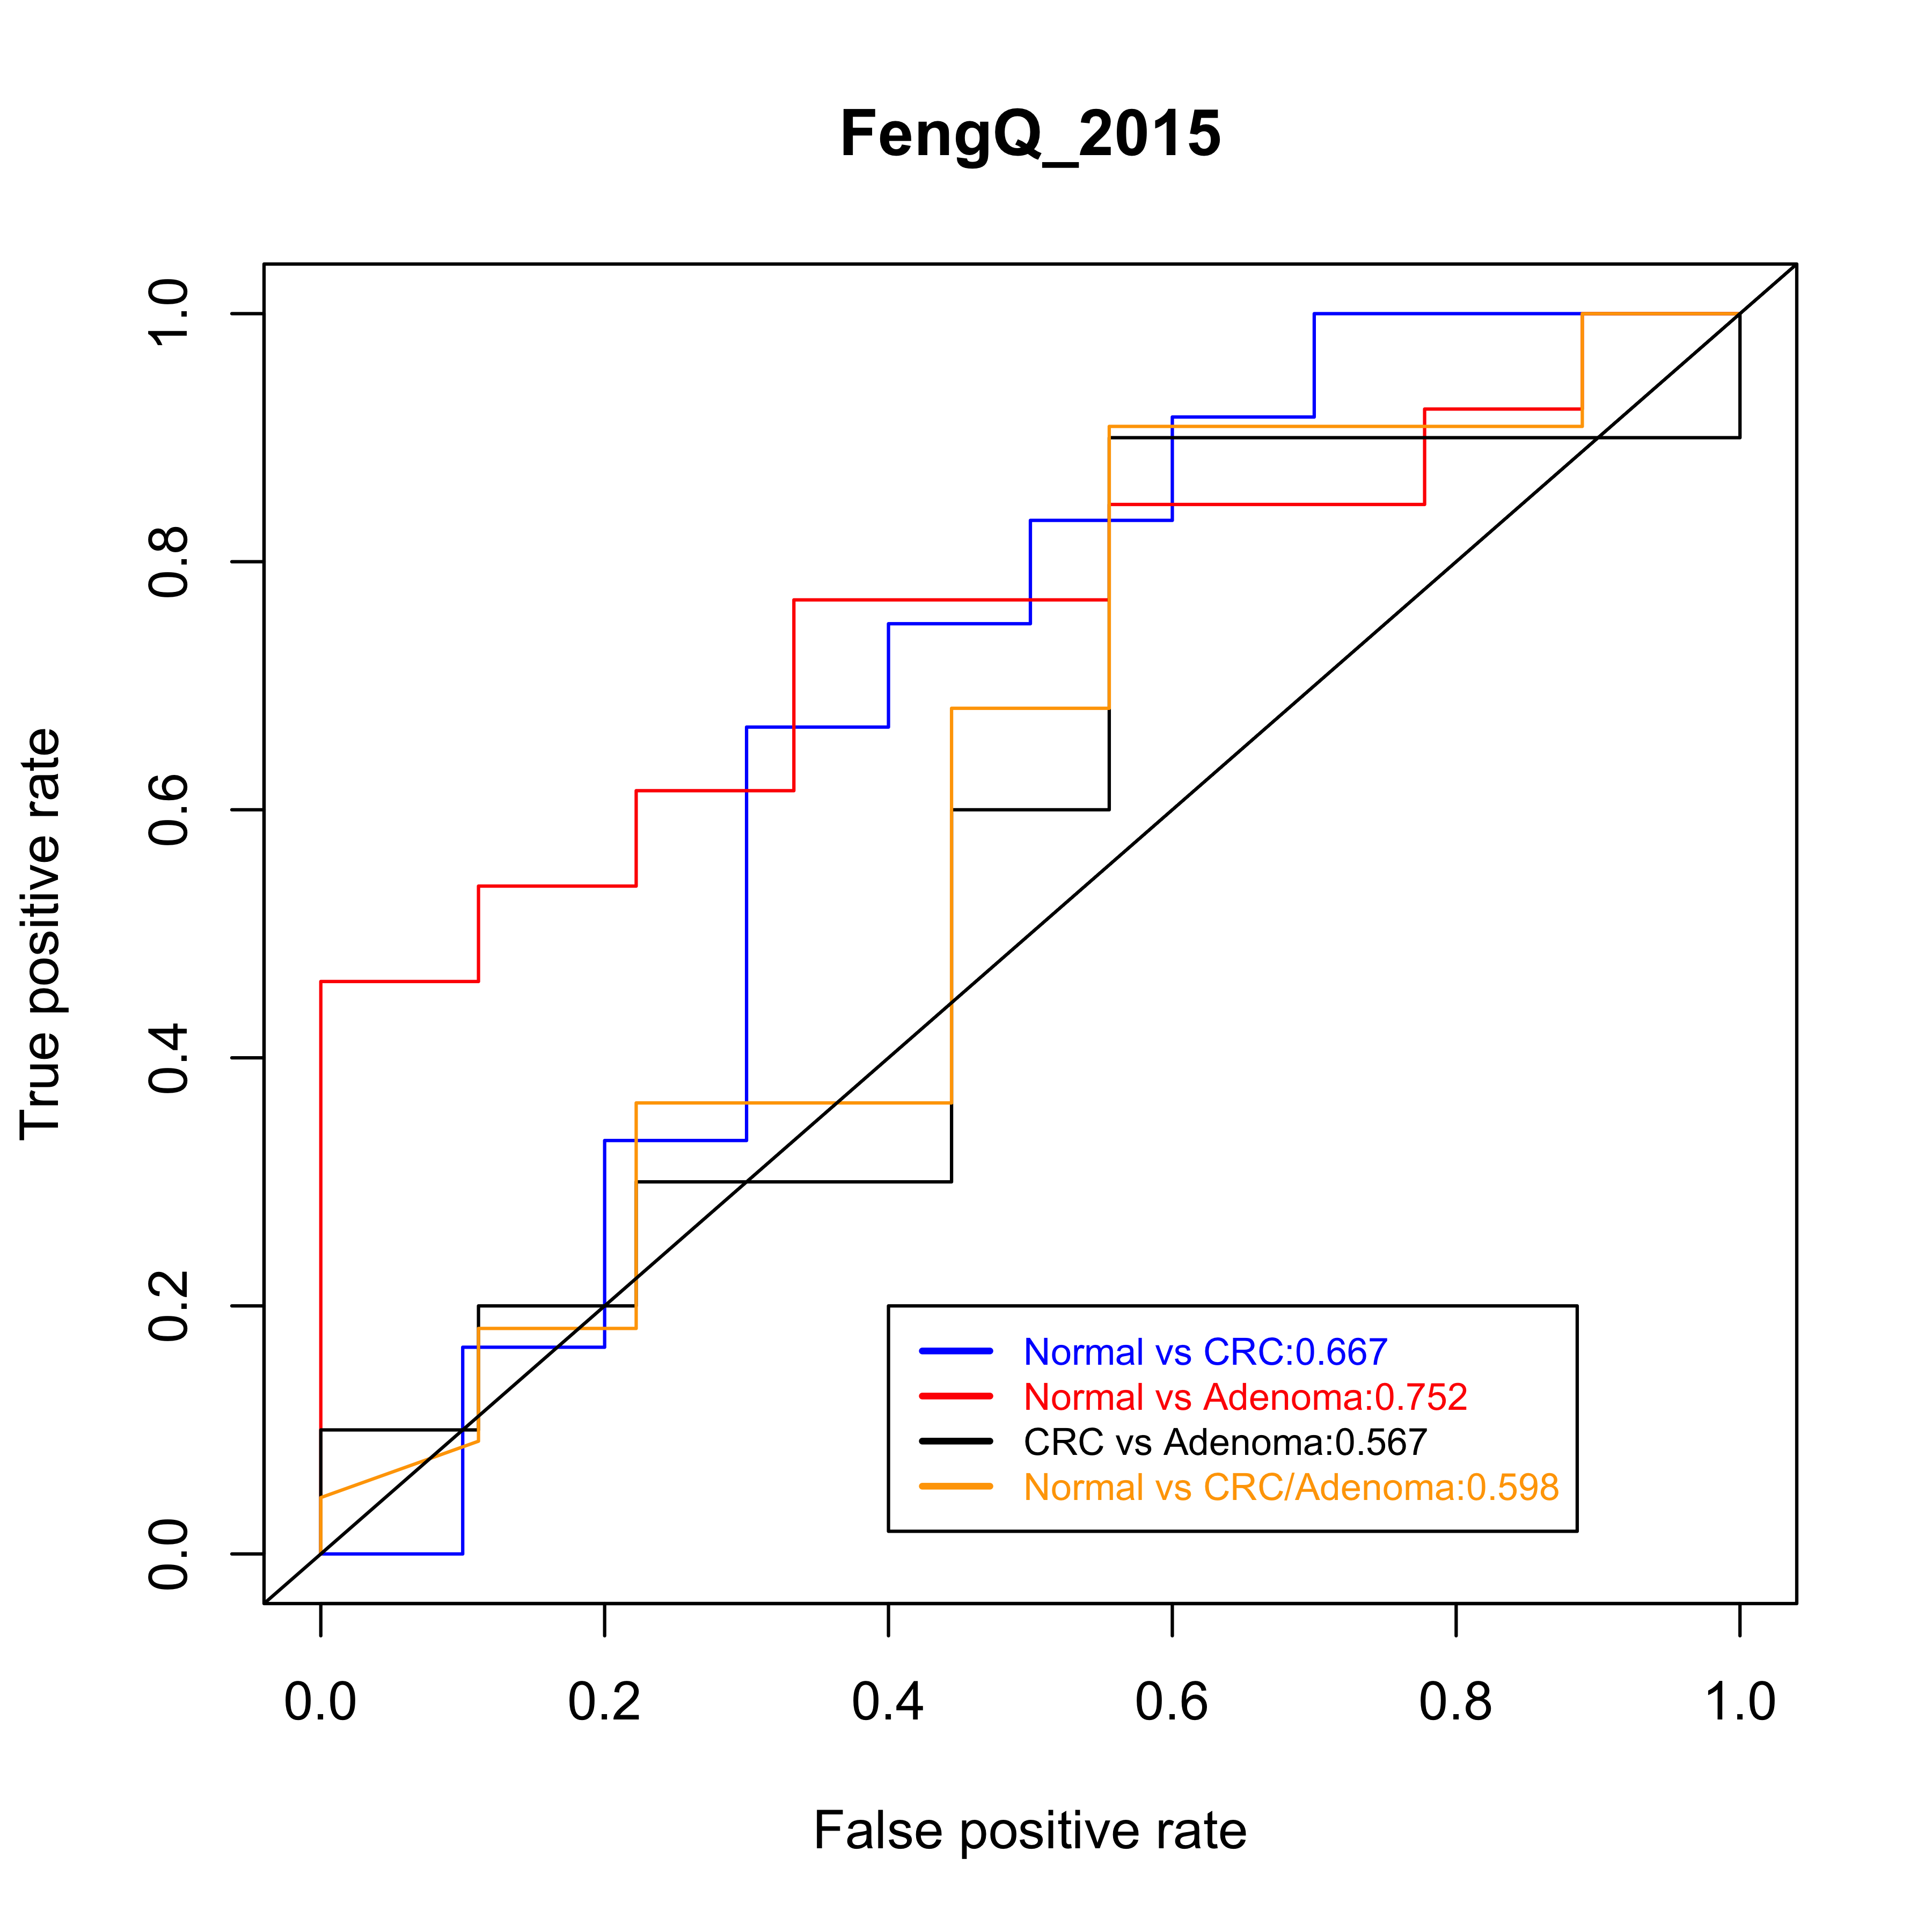 FengQ_2015
True positive rate
1.0
0.8
0.6
0.4
0.2
0.0
Normal vs CRC:0.667
Normal vs Adenoma:0.752
CRC vs Adenoma:0.567
Normal vs CRC/Adenoma:0.598
0.0 0.2 0.4 0.6 0.8 1.0
False positive rate